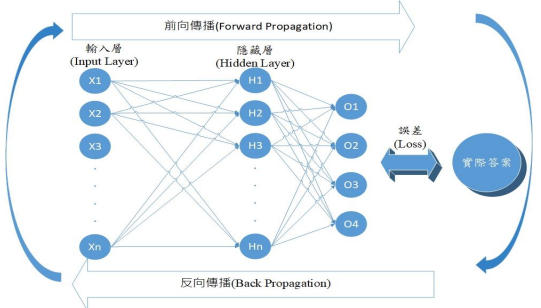 前向傳播(Forward Propagation)
輸入層
(Input Layer)
隱藏層
(Hidden Layer)
X1
X2
X3
Xn
H1
H2
H3
Hn
O1
O2
O3
O4
誤差
(Loss)
實際答案
反向傳播(Back Propagation)